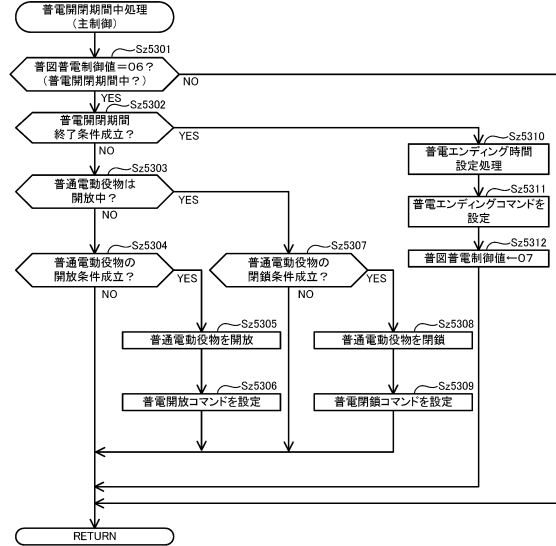 普電開閉期間中処理
(主制御)
Sz5301
普図普電制御値=06?
(普電開閉期間中?)
NO
YES
Sz5302
普電開閉期間
終了条件成立?
YES
NO
Sz5310
普電エンディング時間
設定処理
Sz5303
普通電動役物は
開放中?
YES
NO
Sz5311
普電エンディングコマンドを
設定
Sz5312
普図普電制御値←07
Sz5304
普通電動役物の
開放条件成立?
YES
NO
Sz5307
普通電動役物の
閉鎖条件成立?
YES
NO
Sz5305
普通電動役物を開放
Sz5308
普通電動役物を閉鎖
Sz5306
普電開放コマンドを設定
Sz5309
普電閉鎖コマンドを設定
RETURN